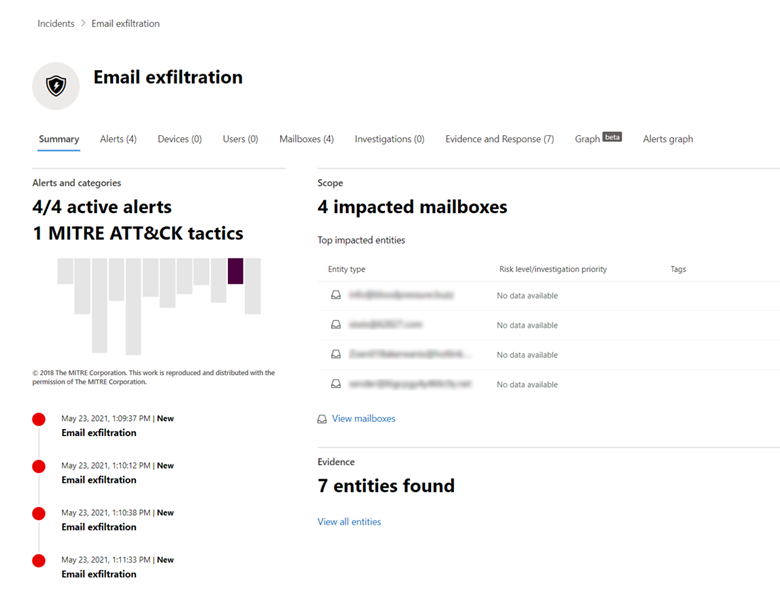 Incidents > Email exfiltration
Email exfiltration
Summary Alerts (4) Devices (0) Users (0) Mailboxes (4) Investigations (0) Evidence and Response (7) Graph beta Alerts graph
Alerts and categories
4/4 active alerts
1 MITRE ATT&CK tactics
© 2018 The MITRE Corporation. This work is reproduced and distributed with the
permission of The MITRE Corporation.
May 23, 2021, 1:09:37 PM | New
Email exfiltration
May 23, 2021, 1:10:12 PM | New
Email exfiltration
May 23, 2021, 1:10:38 PM | New
Email exfiltration
May 23, 2021, 1:11:33 PM | New
Email exfiltration
Scope
4 impacted mailboxes
Top impacted entities
Entity type Risk level/investigation priority Tags
No data available
No data available
No data available
No data available
View mailboxes
Evidence
7 entities found
View all entities